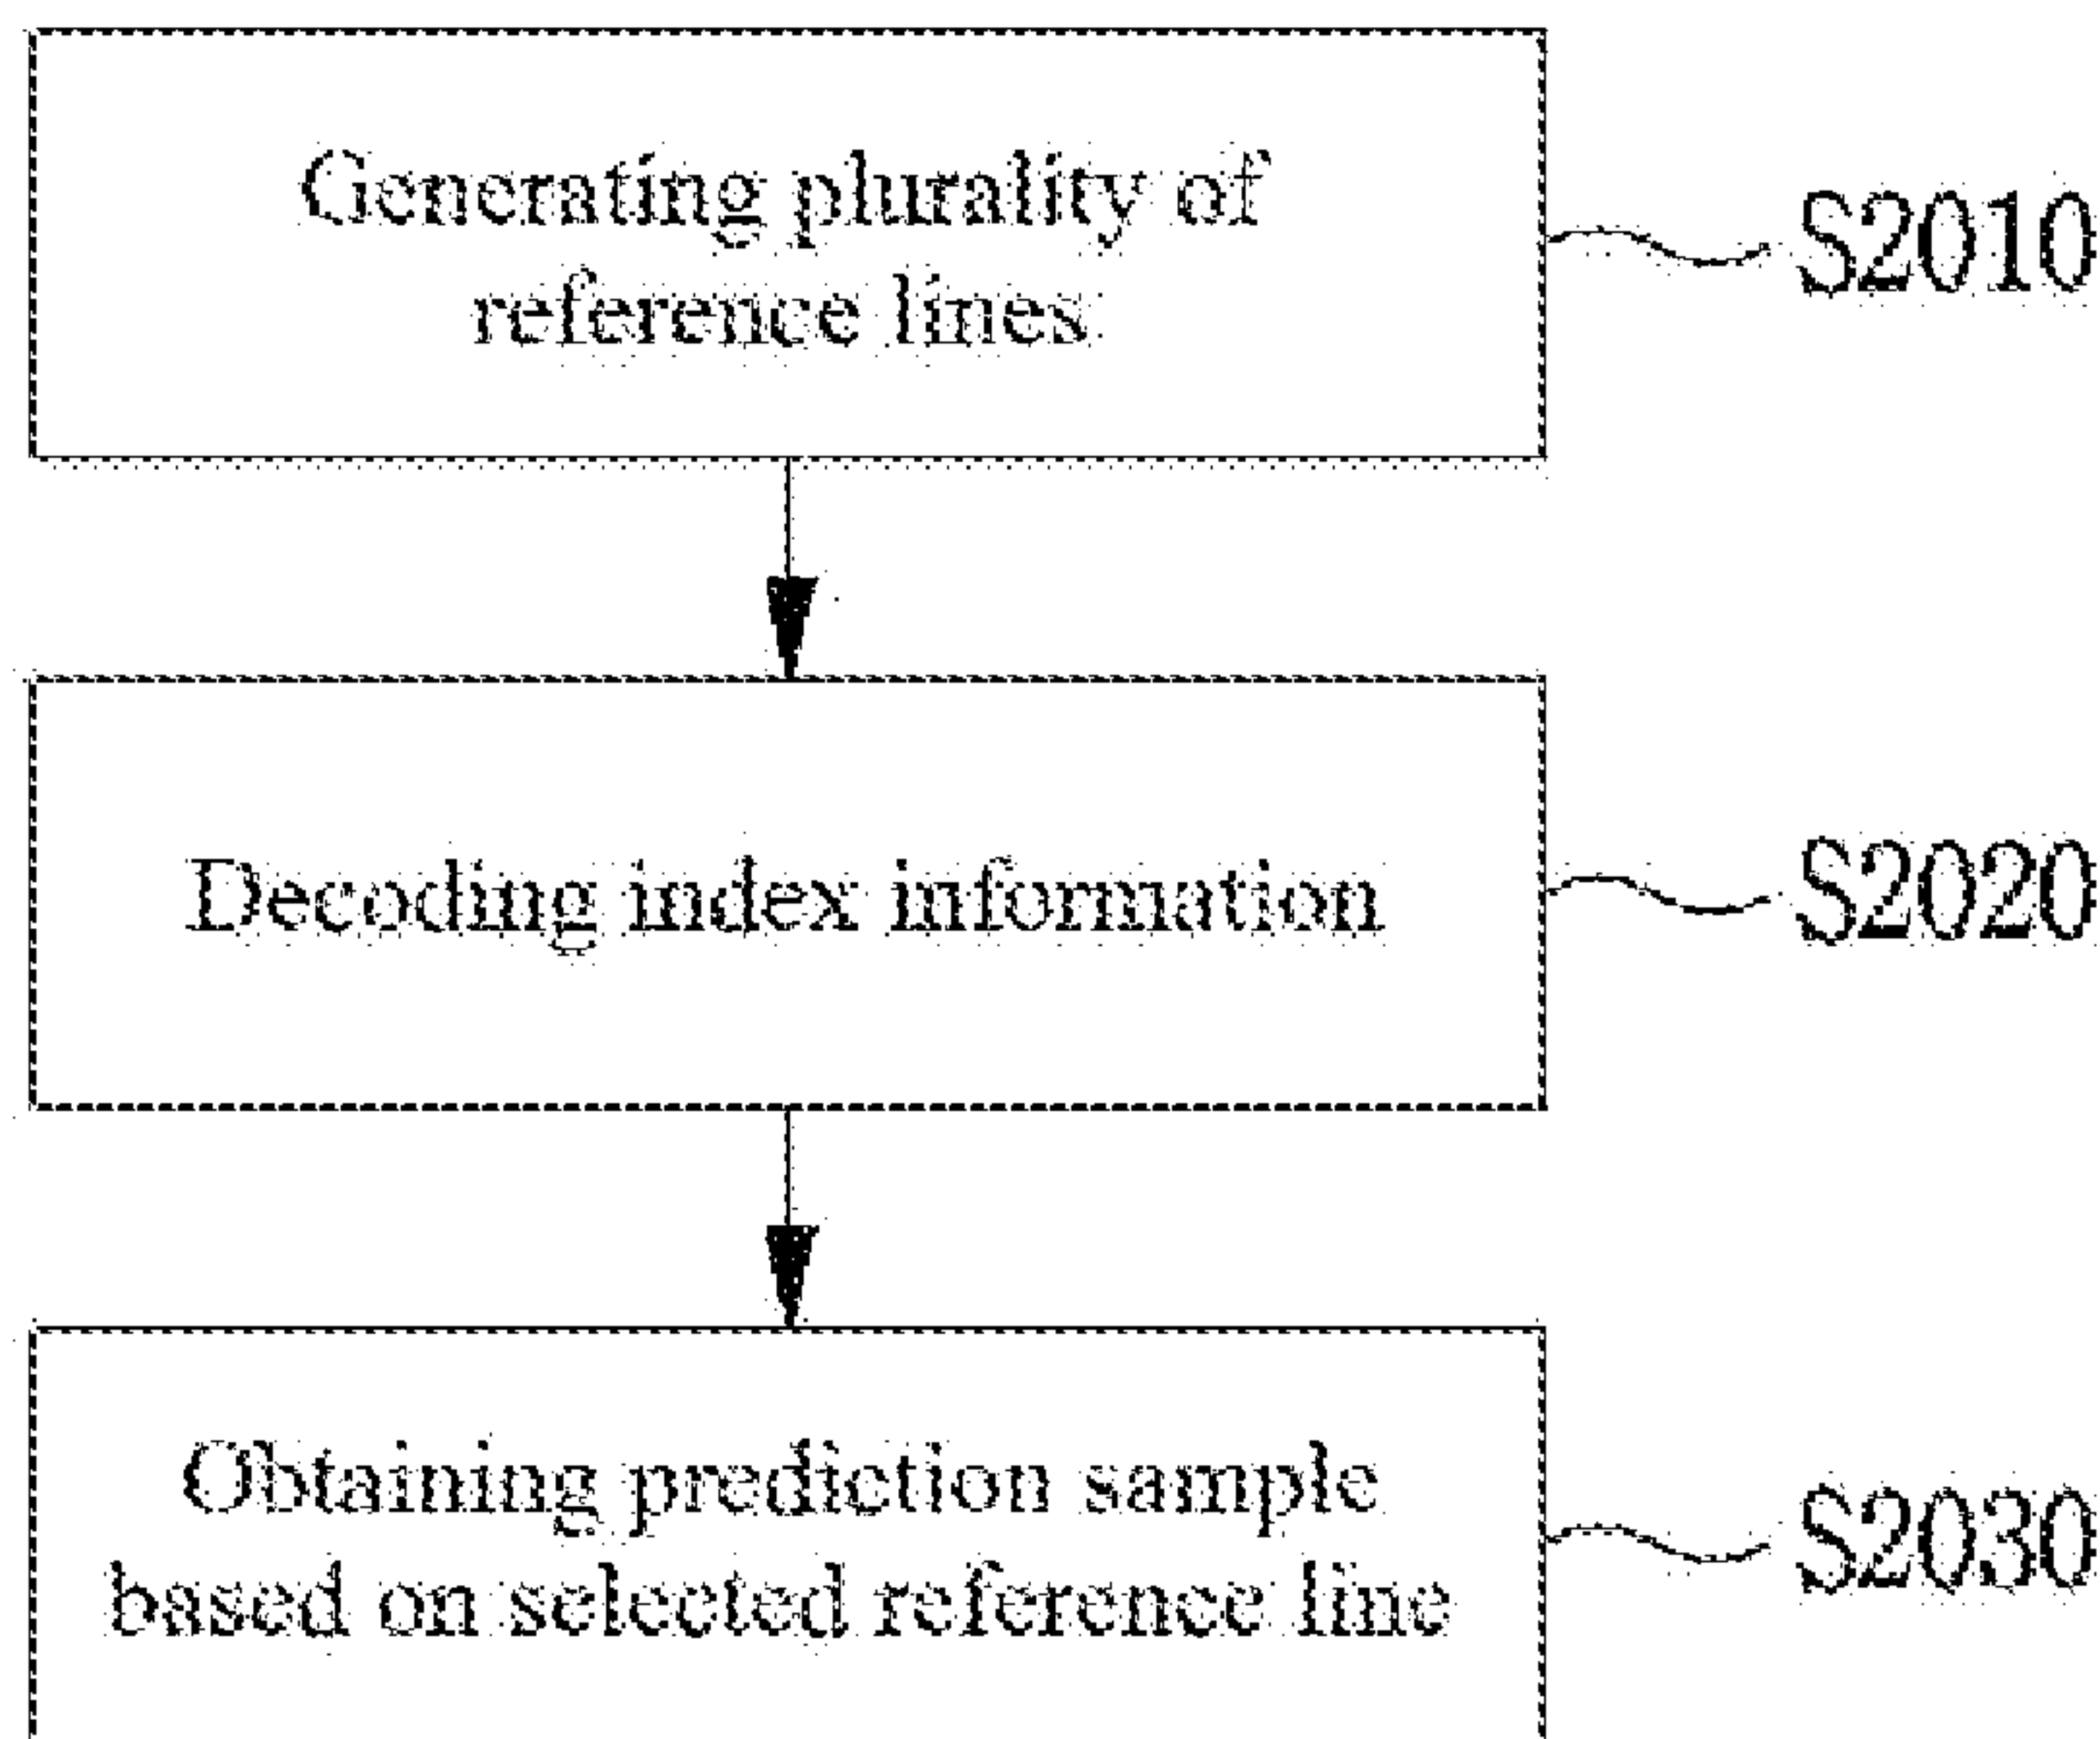 Generating plurality of
reference lines
S2010
Decoding index information
S2020
Obtaining prediction sample
based on selected reference line
S2030